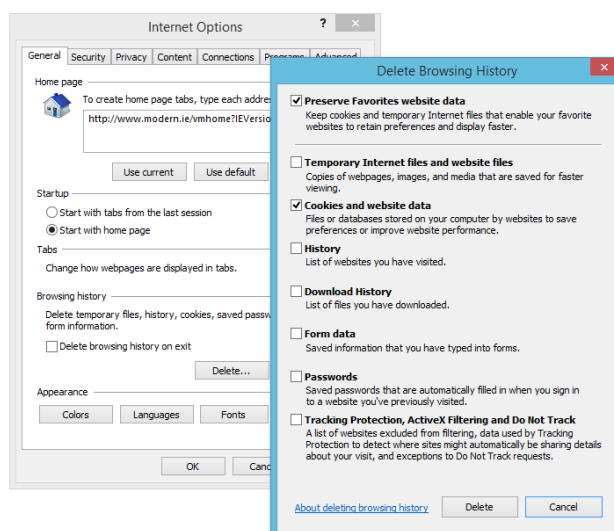 Internet Options
?
General Security Privacy Content Connections Programs Advanced
Home page
To create home page tabs, type each addre
http://www.modern.ie/vmhome?IEVersio
Use current Use default
Startup
Start with tabs from the last session
Start with home page
Tabs
Change how webpages are displayed in tabs.
Browsing history
Delete temporary files, history, cookies, saved passw
form information.
Delete browsing history on exit
Delete...
Appearance
Colors Languages Fonts
OK Canc
Delete Browsing History
Preserve Favorites website data
Keep cookies and temporary Internet files that enable your favorite
websites to retain preferences and display faster.
Temporary Internet files and website files
Copies of webpages, images, and media that are saved for faster
viewing.
Cookies and website data
Files or databases stored on your computer by websites to save
preferences or improve website performance.
History
List of websites you have visited.
Download History
List of files you have downloaded.
Form data
Saved information that you have typed into forms.
Passwords
Saved passwords that are automatically filled in when you sign in
to a website you've previously visited.
Tracking Protection, ActiveX Filtering and Do Not Track
A list of websites excluded from filtering, data used by Tracking
Protection to detect where sites might automatically be sharing details
about your visit, and exceptions to Do Not Track requests.
About deleting browsing history Delete Cancel